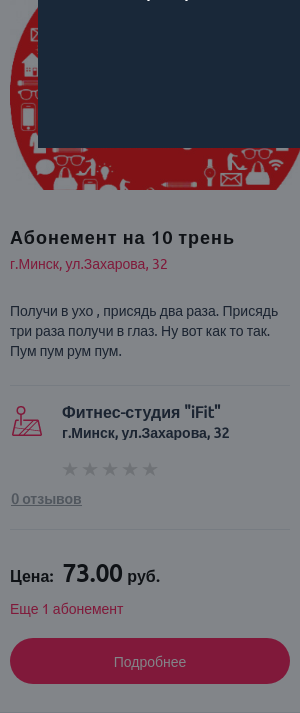 Абонемент на 10 трень
г.Минск, ул.Захарова, 32
Получи в ухо , присядь два раза. Присядь
три раза получи в глаз. Ну вот как то так.
Пум пум рум пум.
Фитнес-студия "iFit"
г.Минск, ул.Захарова, 32
0 отзывов
Цена: 73.00 руб.
Еще 1 абонемент
Подробнее